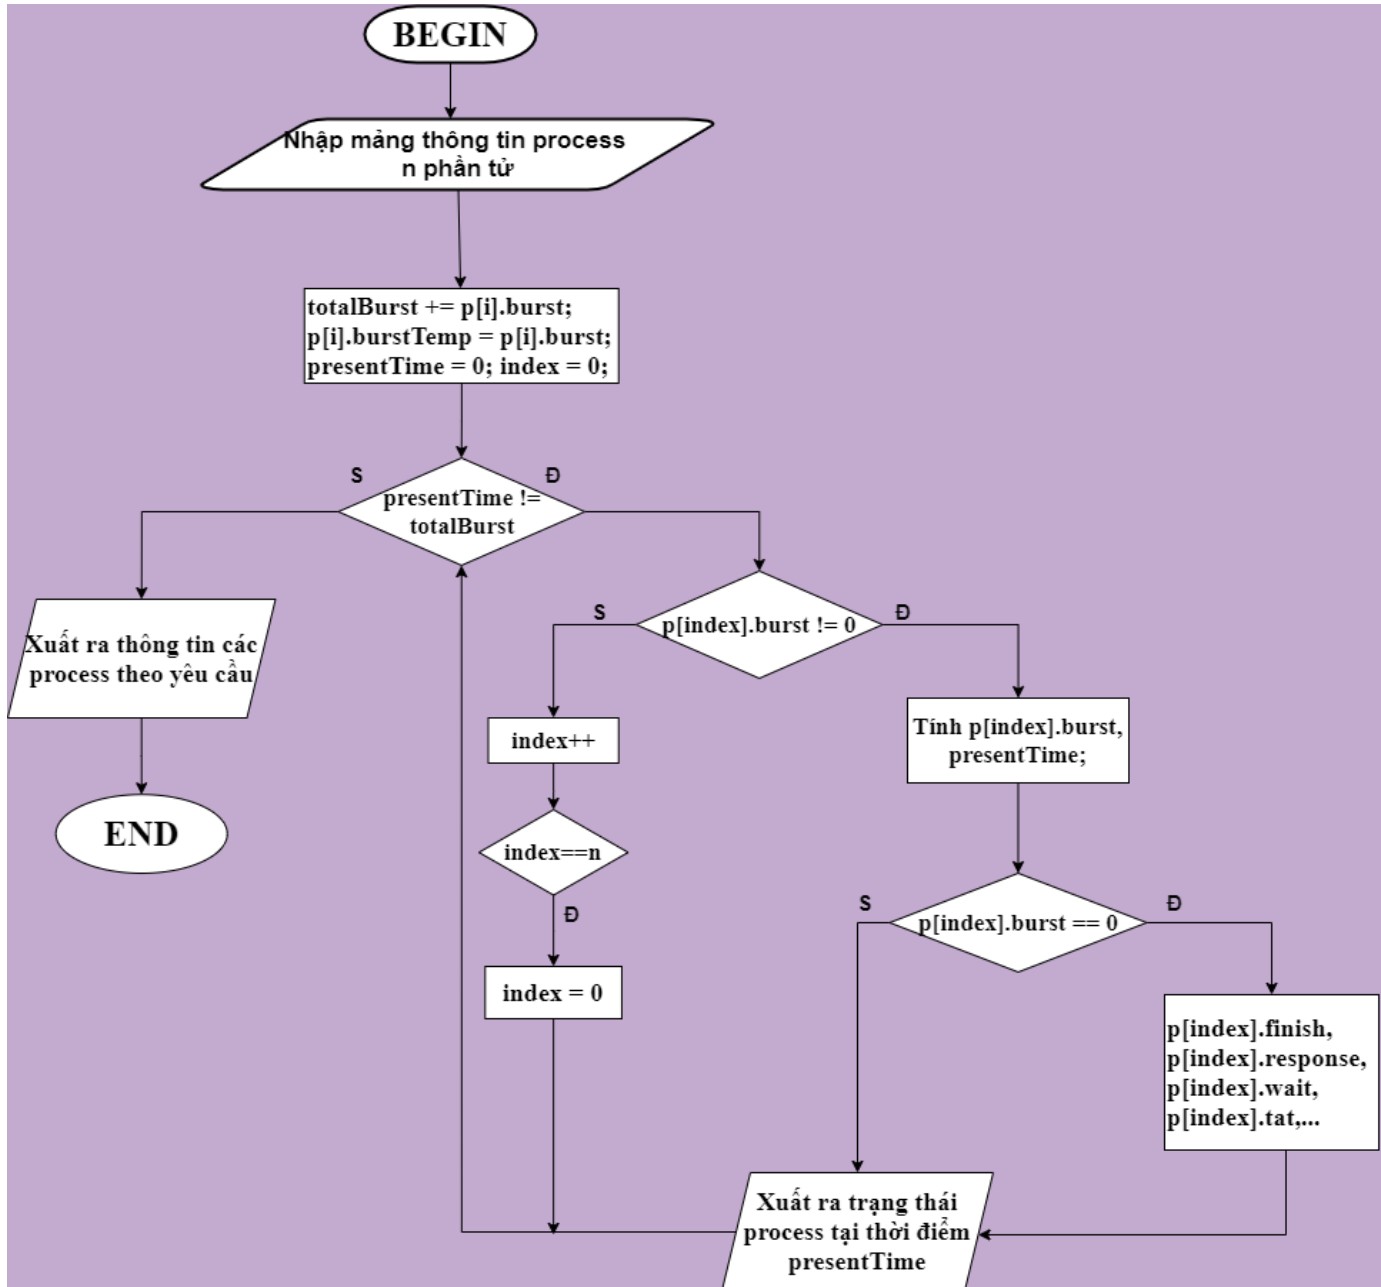 BEGIN
Nhập mảng thông tin process
n phần tử
totalBurst += p[i].burst;
p[i].burstTemp = p[i].burst;
presentTime = 0; index = 0;
S
Đ
presentTime !=
totalBurst
S
Đ
p[index].burst != 0
Xuất ra thông tin các
process theo yêu cầu
index++
Tính p[index].burst,
presentTime;
END
index==n
Đ
S
Đ
p[index].burst == 0
index = 0
p[index].finish,
p[index].response,
p[index].wait,
p[index].tat,...
Xuất ra trạng thái
process tại thời điểm
presentTime